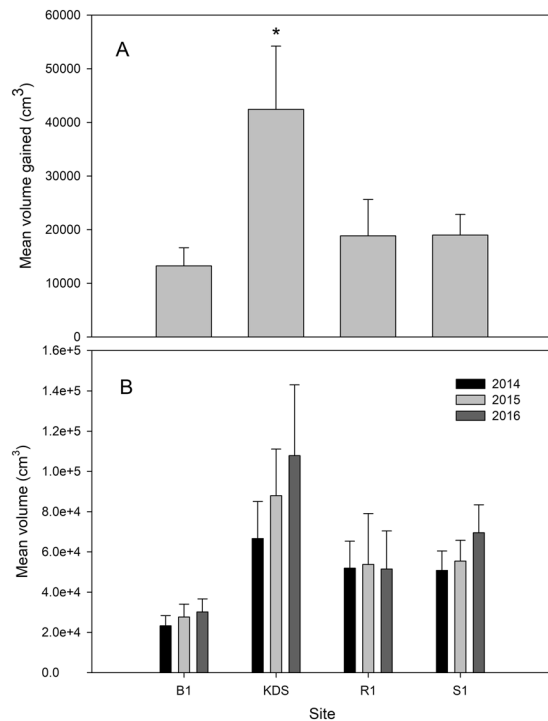 60000
50000
40000
30000
20000
10000
0
Mean volume gained (cm3)
A
*
1.6e+5
1.4e+5
1.2e+5
1.0e+5
8.0e+4
6.0e+4
4.0e+4
2.0e+4
0.0
Mean volume (cm3)
B
2014
2015
2016
B1 KDS R1 S1
Site